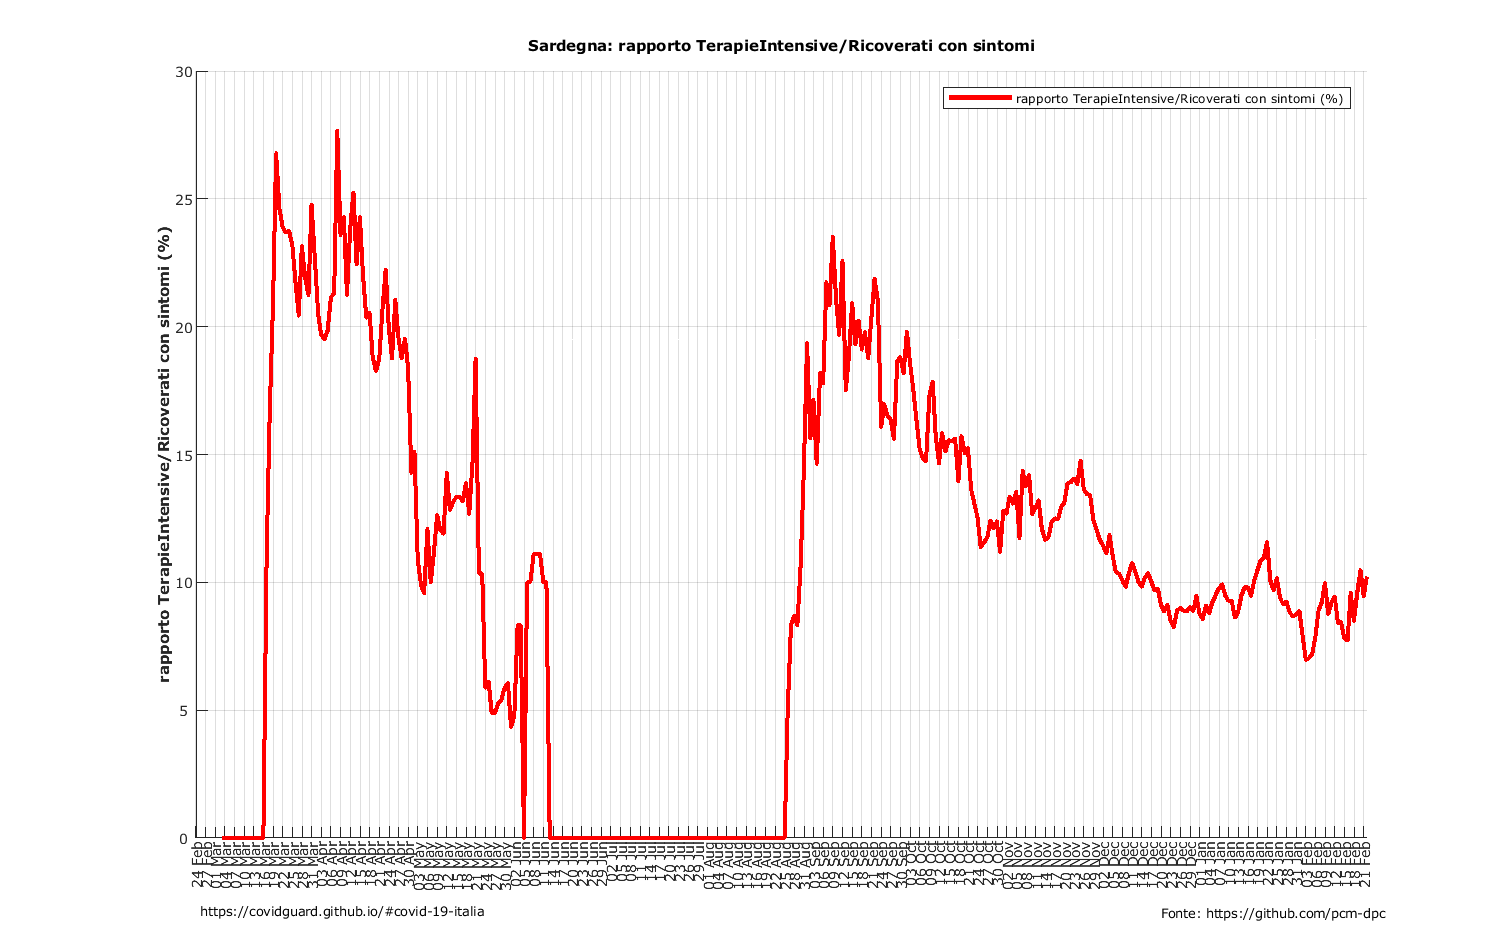 Sardegna: rapporto TerapieIntensive/Ricoverati con sintomi
rapporto TerapieIntensive/Ricoverati con sintomi (%)
rapporto TerapieIntensive/Ricoverati con sintomi (%)
30
25
20
15
10
5
0
24 Feb
27 Feb
01 Mar
04 Mar
07 Mar
10 Mar
13 Mar
16 Mar
19 Mar
22 Mar
25 Mar
28 Mar
31 Mar
03 Apr
06 Apr
09 Apr
12 Apr
15 Apr
18 Apr
21 Apr
24 Apr
27 Apr
30 Apr
03 May
06 May
09 May
12 May
15 May
18 May
21 May
24 May
27 May
30 May
02 Jun
05 Jun
08 Jun
11 Jun
14 Jun
17 Jun
20 Jun
23 Jun
26 Jun
29 Jun
02 Jul
05 Jul
08 Jul
11 Jul
14 Jul
17 Jul
20 Jul
23 Jul
26 Jul
29 Jul
01 Aug
04 Aug
07 Aug
10 Aug
13 Aug
16 Aug
19 Aug
22 Aug
25 Aug
28 Aug
31 Aug
03 Sep
06 Sep
09 Sep
12 Sep
15 Sep
18 Sep
21 Sep
24 Sep
27 Sep
30 Sep
03 Oct
06 Oct
09 Oct
12 Oct
15 Oct
18 Oct
21 Oct
24 Oct
27 Oct
30 Oct
02 Nov
05 Nov
08 Nov
11 Nov
14 Nov
17 Nov
20 Nov
23 Nov
26 Nov
29 Nov
02 Dec
05 Dec
08 Dec
11 Dec
14 Dec
17 Dec
20 Dec
23 Dec
26 Dec
29 Dec
01 Jan
04 Jan
07 Jan
10 Jan
13 Jan
16 Jan
19 Jan
22 Jan
25 Jan
28 Jan
31 Jan
03 Feb
06 Feb
09 Feb
12 Feb
15 Feb
18 Feb
21 Feb
https://covidguard.github.io/#covid-19-italia
Fonte: https://github.com/pcm-dpc